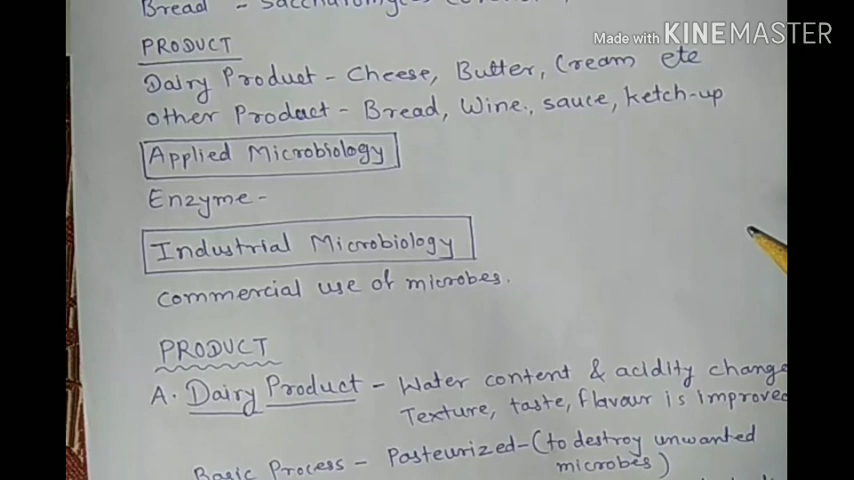 Bread -
Made with KINEMASTER
PRODUCT
Dairy Product - Cheese, Butter, Cream etc
Other Product - Bread, Wine., sauce, ketch-up
Applied Microbiology
Enzyme -
Industrial Microbiology
Commercial use of microbes.
PRODUCT
A. Dairy Product - Water content & acidity change
Texture, taste, flavour is improved
Basic Process - Pasteurized - (to destroy unwanted
microbes)